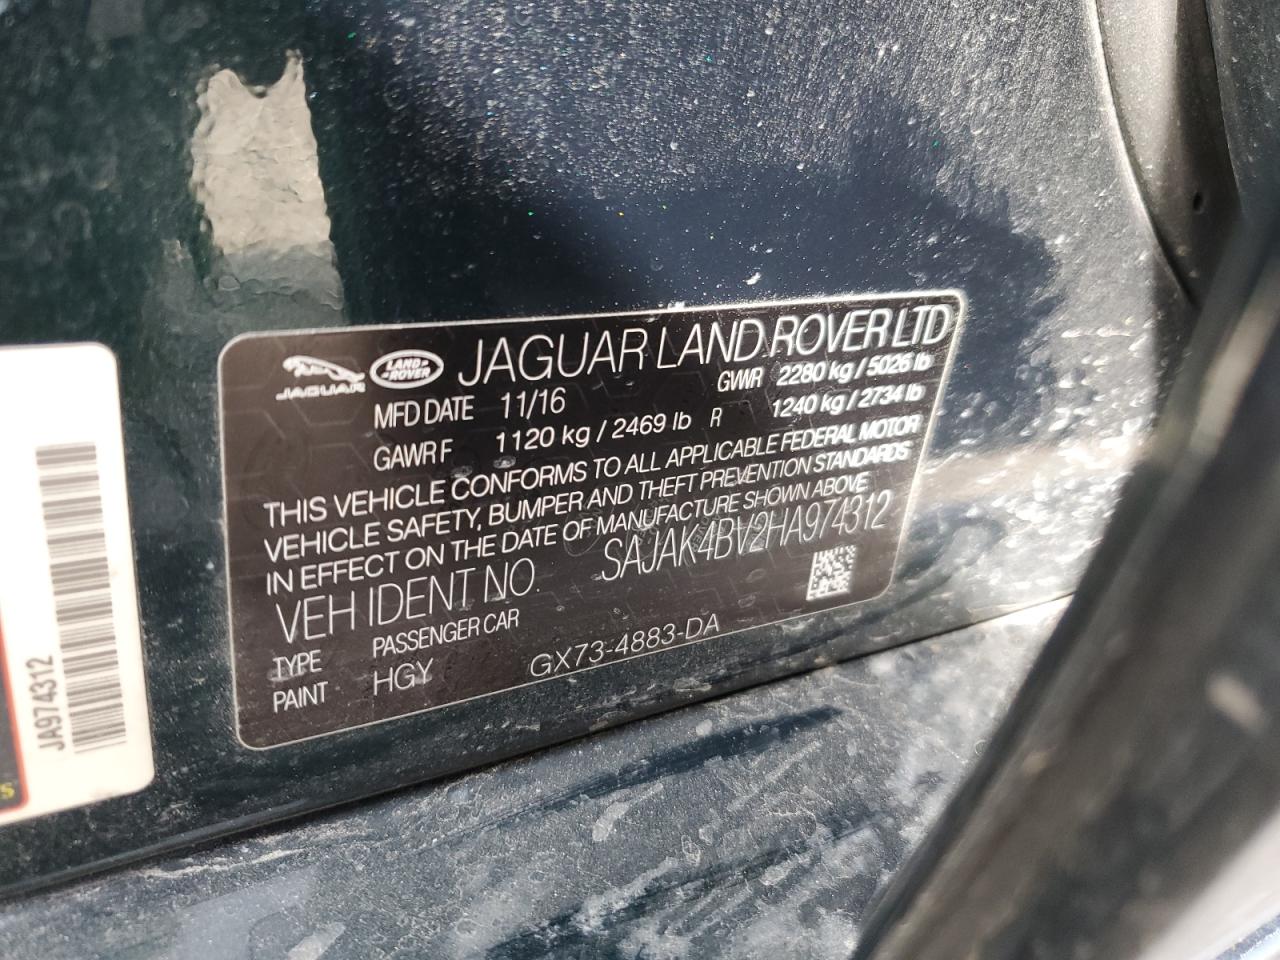 JAGUAR
LAND ROVER
JAGUAR LAND ROVER LTD
MFD DATE 11/16 GVWR 2280 kg / 5026 lb
GAWR F 1120 kg / 2469 lb R 1240 kg / 2734 lb
THIS VEHICLE CONFORMS TO ALL APPLICABLE FEDERAL MOTOR
VEHICLE SAFETY, BUMPER AND THEFT PREVENTION STANDARDS
IN EFFECT ON THE DATE OF MANUFACTURE SHOWN ABOVE
VEH IDENT NO. SAJAK4BV2HA974312
TYPE PASSENGER CAR
PAINT HGY GX73-4883-DA
JA974312